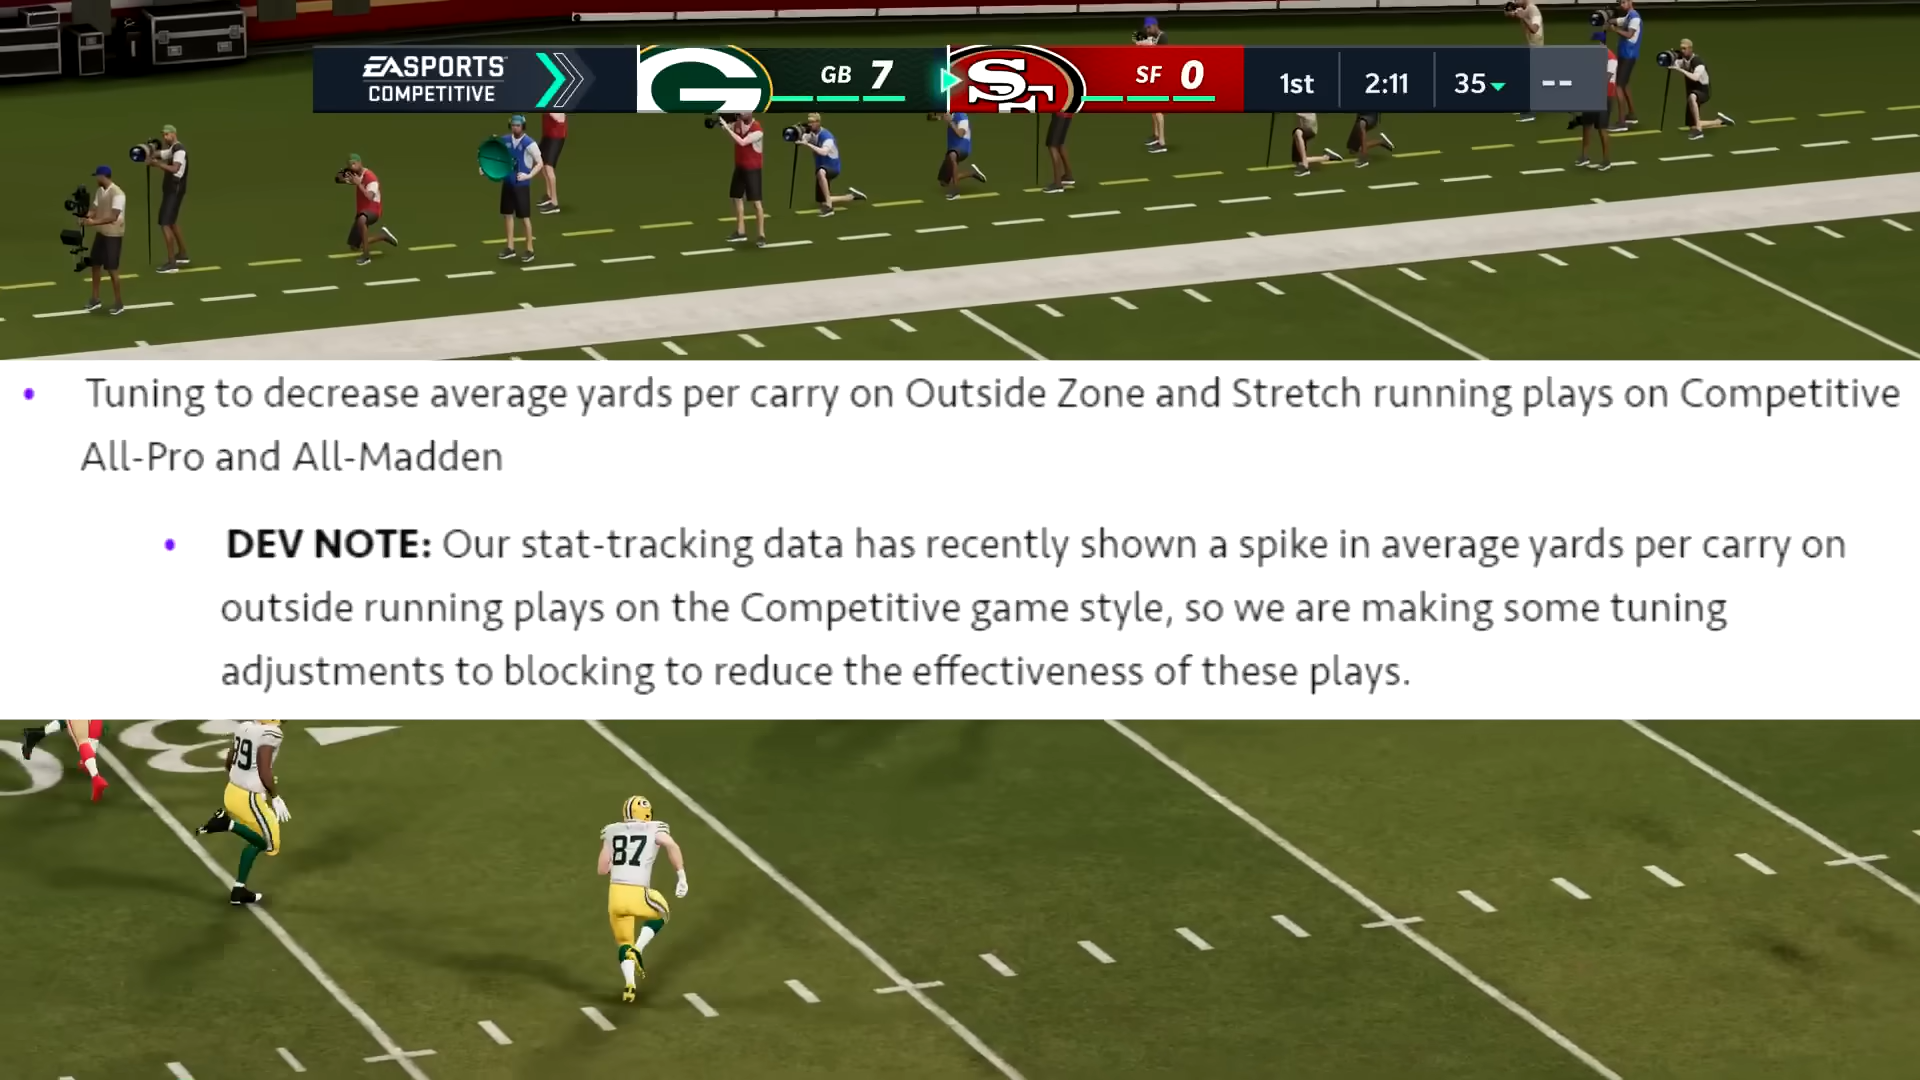 EA SPORTS
COMPETITIVE
G GB 7 SF SF 0 1st 2:11 35 --
• Tuning to decrease average yards per carry on Outside Zone and Stretch running plays on Competitive
All-Pro and All-Madden
• DEV NOTE: Our stat-tracking data has recently shown a spike in average yards per carry on
outside running plays on the Competitive game style, so we are making some tuning
adjustments to blocking to reduce the effectiveness of these plays.
89
87